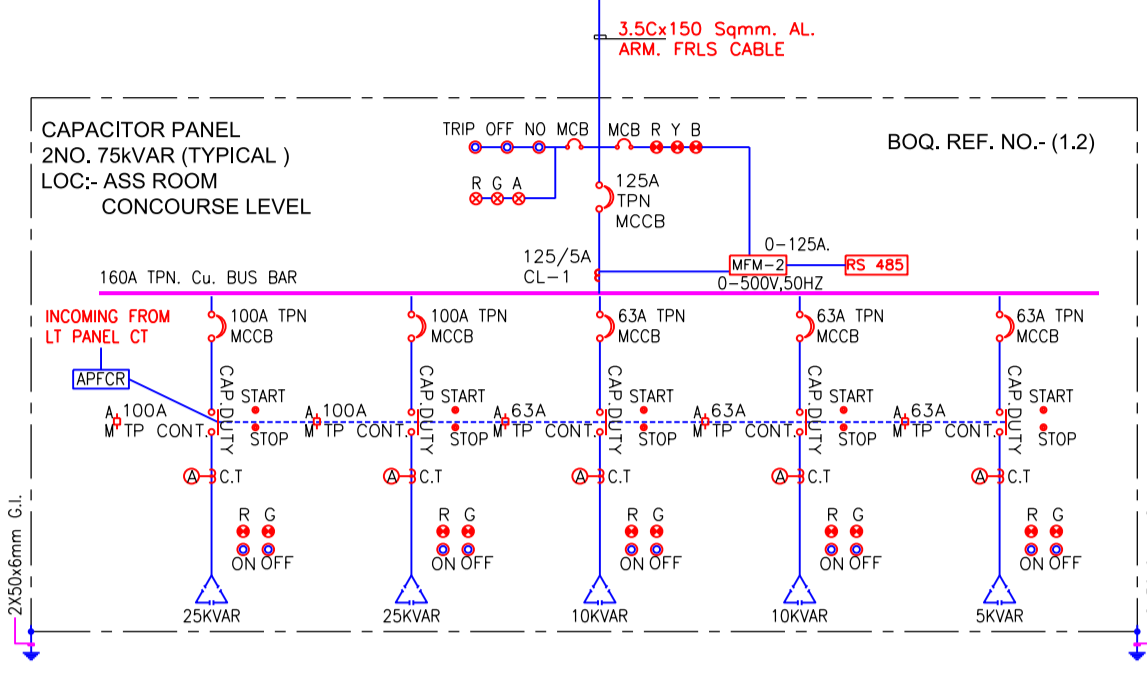 3.5Cx150 Sqmm. AL.
ARM. FRLS CABLE
CAPACITOR PANEL
2NO. 75kVAR (TYPICAL )
LOC:- ASS ROOM
CONCOURSE LEVEL
TRIP OFF NO MCB MCB R Y B
BOQ. REF. NO.- (1.2)
R G A
125A
TPN
MCCB
125/5A
CL-1
0-125A.
MFM-2
RS 485
0-500V,50HZ
160A TPN. Cu. BUS BAR
INCOMING FROM
LT PANEL CT
APFCR
100A TPN
MCCB
100A TPN
MCCB
63A TPN
MCCB
63A TPN
MCCB
63A TPN
MCCB
A
M
100A
TP CONT.
CAP.DUTY
START
STOP
A
M
100A
TP CONT.
CAP.DUTY
START
STOP
A
M
63A
TP CONT.
CAP.DUTY
START
STOP
A
M
63A
TP CONT.
CAP.DUTY
START
STOP
A
M
63A
TP CONT.
CAP.DUTY
START
STOP
A C.T
A C.T
A C.T
A C.T
A C.T
R G
ON OFF
R G
ON OFF
R G
ON OFF
R G
ON OFF
R G
ON OFF
25KVAR
25KVAR
10KVAR
10KVAR
5KVAR
2X50x6mm G.I.